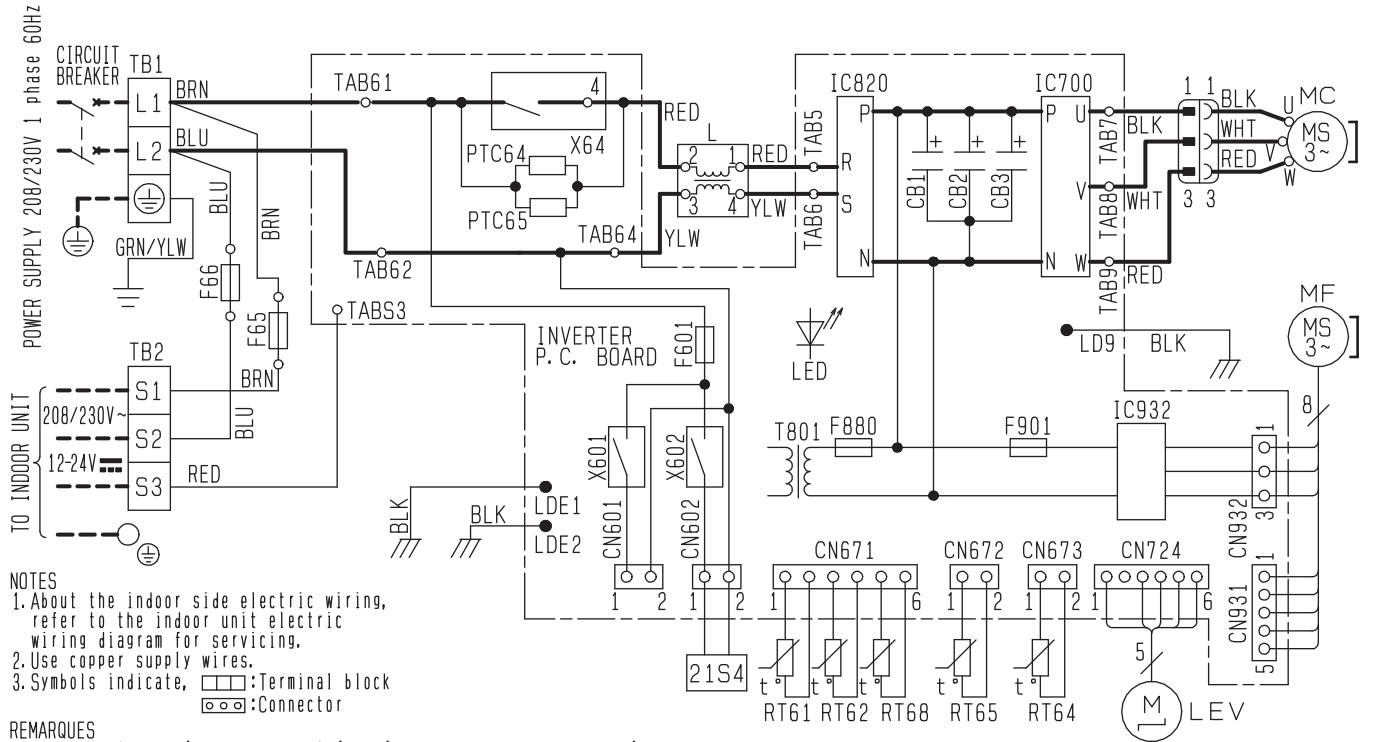 POWER SUPPLY 208/230V 1 phase 60Hz
CIRCUIT
BREAKER
TB1
L1
L2
BRN
BLU
GRN/YLW
BLU
BRN
F66
F65
TB2
S1
S2
S3
BRN
BLU
RED
TO INDOOR UNIT
208/230V~
12-24V
TAB61
TAB62
TABS3
4
X64
PTC64
PTC65
TAB64
RED
YLW
L
2 1
3 4
RED
YLW
TAB5
TAB6
IC820
P
R
S
N
CB1
CB2
CB3
+
+
+
IC700
P
U
V
N
W
TAB7
TAB8
TAB9
BLK
WHT
RED
1 1
3 3
BLK
WHT
RED
U
V
W
MC
MS
3~
MF
MS
3~
8
INVERTER
P.C. BOARD
F601
LED
LD9
BLK
T801
F880
F901
IC932
1
3
CN932
1
5
CN931
X601
X602
BLK
BLK
LDE1
LDE2
CN601
CN602
1 2
1 2
21S4
CN671
1 6
CN672
1 2
CN673
1 2
CN724
1 6
t°
t°
t°
t°
t°
RT61
RT62
RT68
RT65
RT64
5
M
LEV
NOTES
1.About the indoor side electric wiring,
refer to the indoor unit electric
wiring diagram for servicing.
2.Use copper supply wires.
3.Symbols indicate, :Terminal block
:Connector
REMARQUES